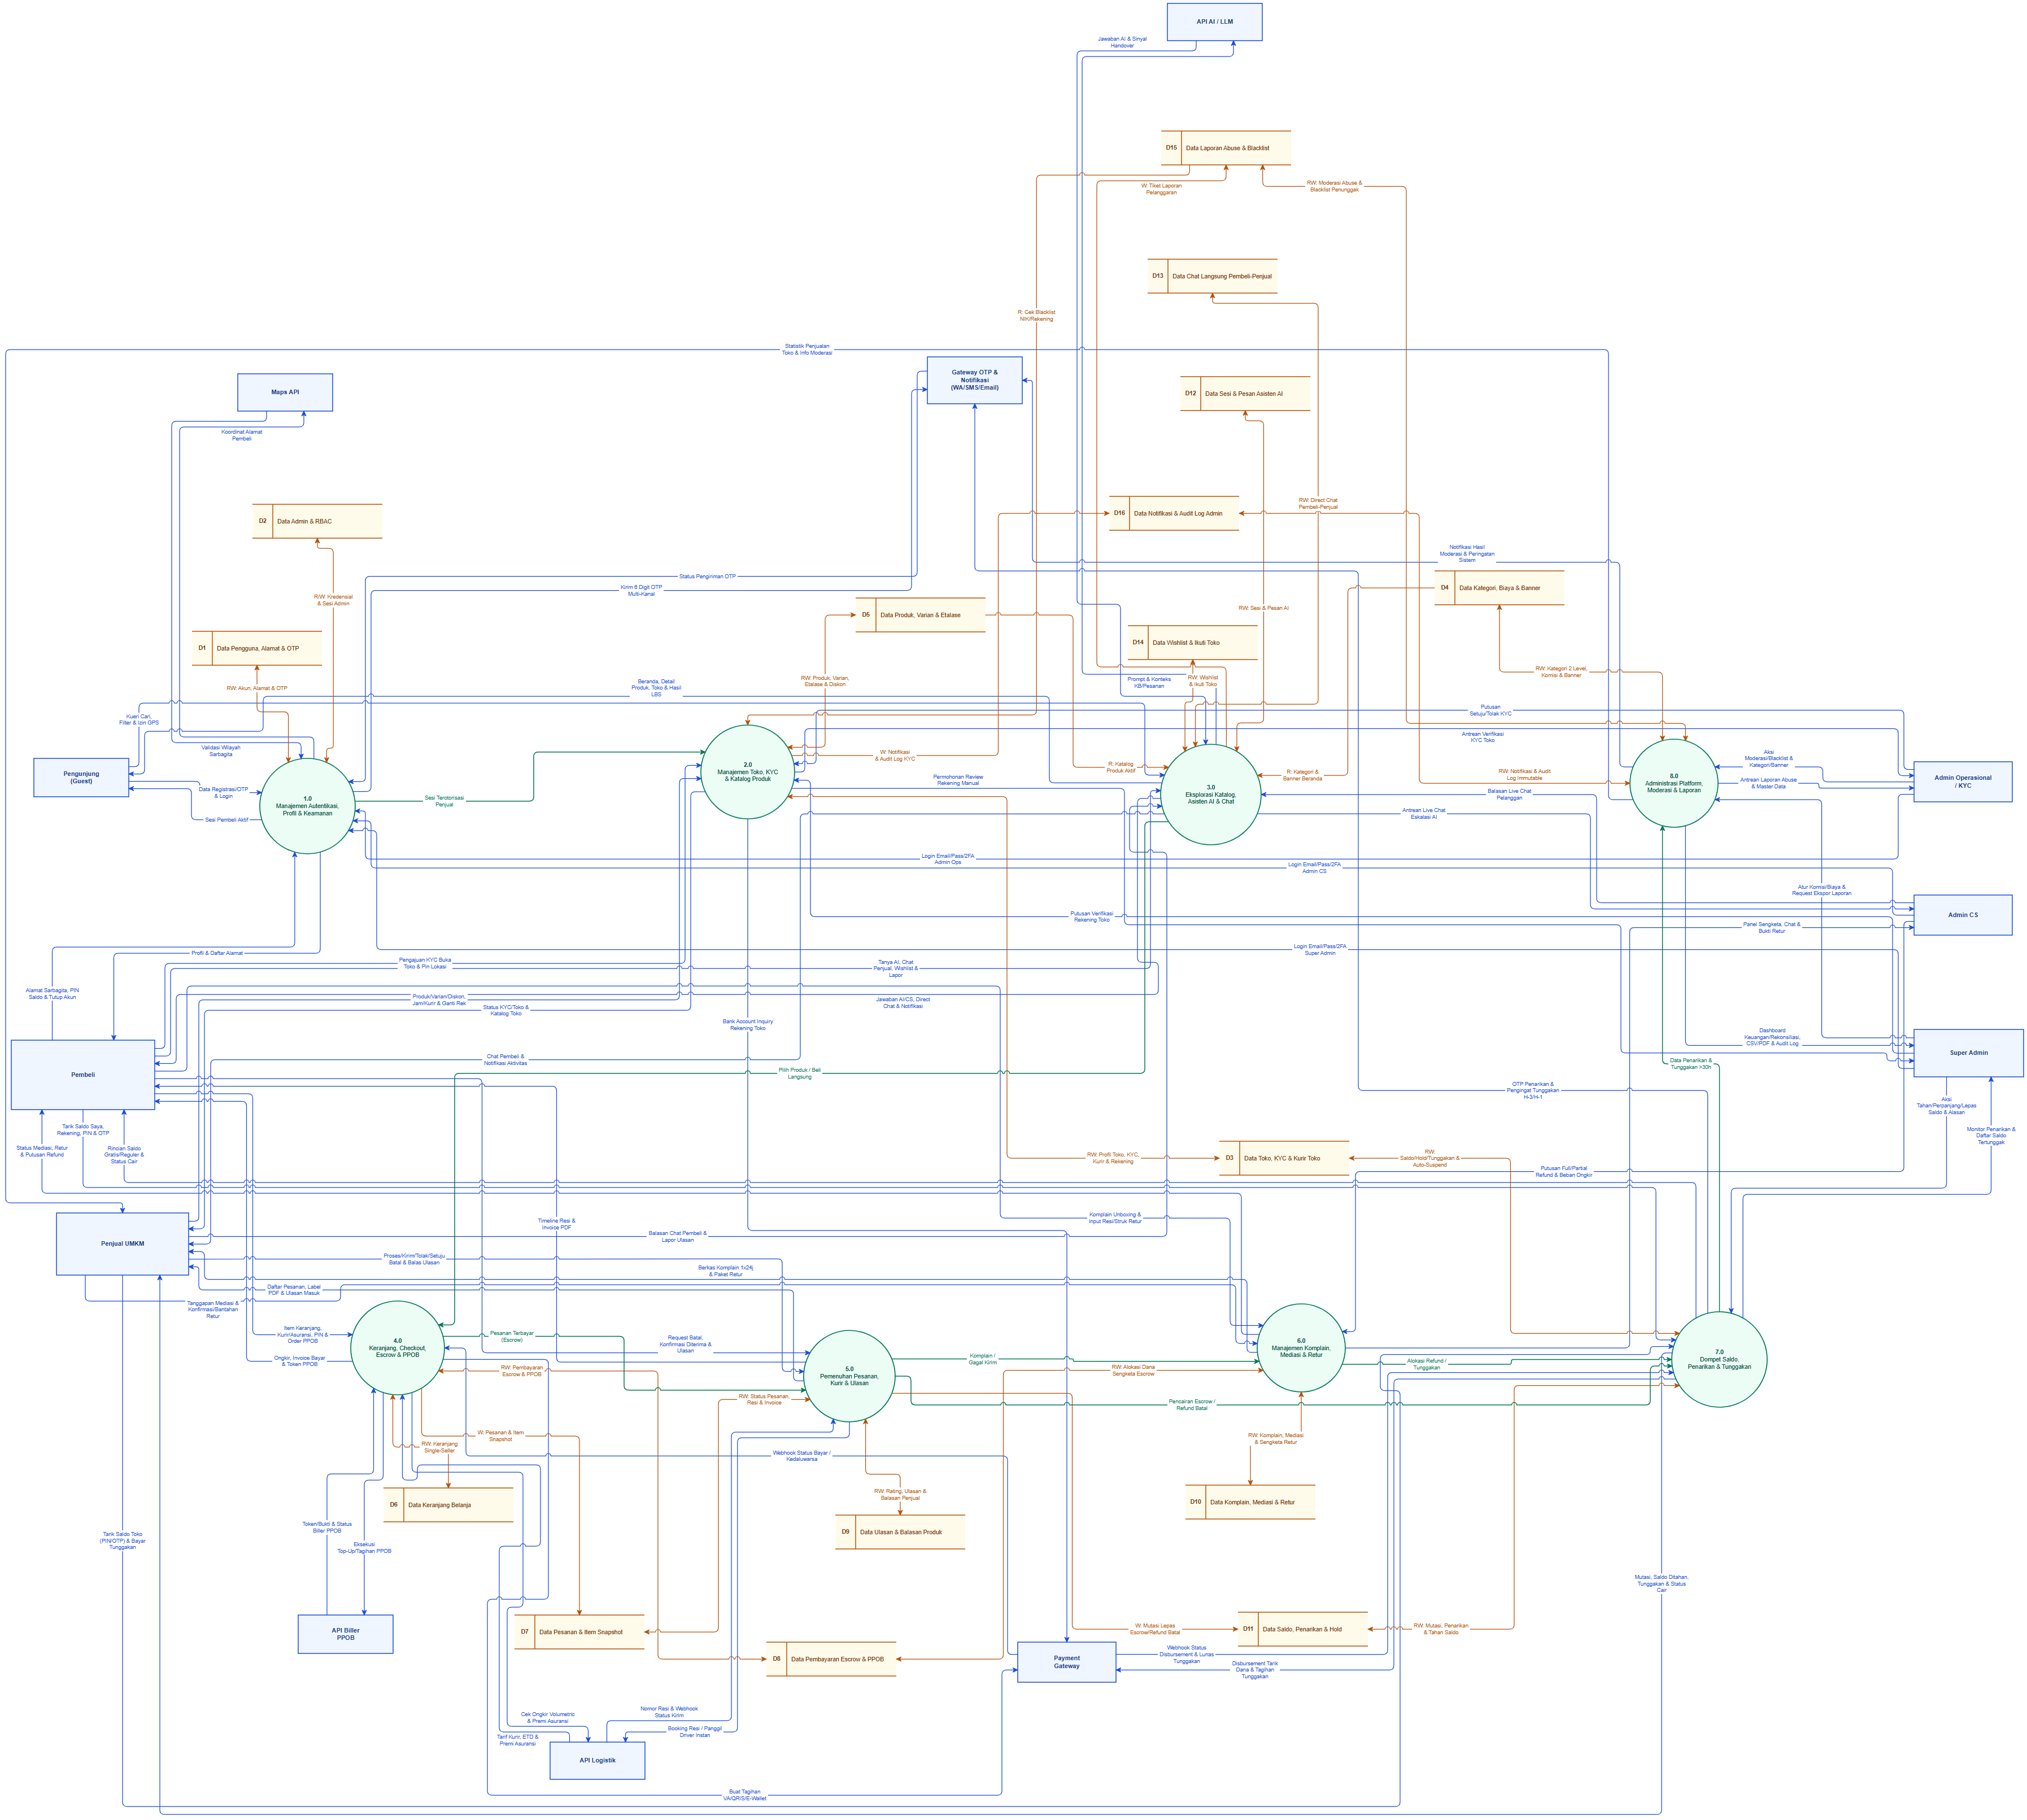 API AI / LLM
Jawaban AI & Sinyal
Handover
D15
Data Laporan Abuse & Blacklist
W: Tiket Laporan
Pelanggaran
RW: Moderasi Abuse &
Blacklist Penunggak
D13
Data Chat Langsung Pembeli-Penjual
R: Cek Blacklist
NIK/Rekening
Statistik Penjualan
Toko & Info Moderasi
Maps API
Gateway OTP &
Notifikasi
(WA/SMS/Email)
D12
Data Sesi & Pesan Asisten AI
Koordinat Alamat
Pembeli
D2
Data Admin & RBAC
D16
Data Notifikasi & Audit Log Admin
RW: Direct Chat
Pembeli-Penjual
Notifikasi Hasil
Moderasi & Peringatan
Sistem
Status Pengiriman OTP
Kirim 6 Digit OTP
Multi-Kanal
D4
Data Kategori, Biaya & Banner
R/W: Kredensial
& Sesi Admin
RW: Sesi & Pesan AI
D5
Data Produk, Varian & Etalase
D1
Data Pengguna, Alamat & OTP
D14
Data Wishlist & Ikuti Toko
RW: Kategori 2 Level,
Komisi & Banner
RW: Akun, Alamat & OTP
Beranda, Detail
Produk, Toko & Hasil
LBS
RW: Produk, Varian,
Etalase & Diskon
Prompt & Konteks
KB/Pesanan
RW: Wishlist
& Ikuti Toko
Kueri Cari,
Filter & Izin GPS
Putusan
Setuju/Tolak KYC
Antrean Verifikasi
KYC Toko
Validasi Wilayah
Sarbagita
W: Notifikasi
& Audit Log KYC
Aksi
Moderasi/Blacklist &
Kategori/Banner
Pengunjung
(Guest)
2.0
Manajemen Toko, KYC
& Katalog Produk
R: Katalog
Produk Aktif
R: Kategori &
Banner Beranda
RW: Notifikasi & Audit
Log Immutable
8.0
Administrasi Platform,
Moderasi & Laporan
Antrean Laporan Abuse
& Master Data
Admin Operasional
/ KYC
Permohonan Review
Rekening Manual
Data Registrasi/OTP
& Login
1.0
Manajemen Autentikasi,
Profil & Keamanan
Sesi Terotorisasi
Penjual
3.0
Eksplorasi Katalog,
Asisten AI & Chat
Balasan Live Chat
Pelanggan
Sesi Pembeli Aktif
Antrean Live Chat
Eskalasi AI
Login Email/Pass/2FA
Admin Ops
Login Email/Pass/2FA
Admin CS
Atur Komisi/Biaya &
Request Ekspor Laporan
Admin CS
Putusan Verifikasi
Rekening Toko
Panel Sengketa, Chat &
Bukti Retur
Login Email/Pass/2FA
Super Admin
Profil & Daftar Alamat
Pengajuan KYC Buka
Toko & Pin Lokasi
Tanya AI, Chat
Penjual, Wishlist &
Lapor
Alamat Sarbagita, PIN
Saldo & Tutup Akun
Produk/Varian/Diskon,
Jam/Kurir & Ganti Rek
Status KYC/Toko &
Katalog Toko
Jawaban AI/CS, Direct
Chat & Notifikasi
Bank Account Inquiry
Rekening Toko
Dashboard
Keuangan/Rekonsiliasi,
CSV/PDF & Audit Log
Super Admin
Chat Pembeli &
Notifikasi Aktivitas
Data Penarikan &
Tunggakan >30h
Pembeli
Pilih Produk / Beli
Langsung
OTP Penarikan &
Pengingat Tunggakan
H-3/H-1
Aksi
Tahan/Perpanjang/Lepas
Saldo & Alasan
Tarik Saldo Saya,
Rekening, PIN & OTP
Monitor Penarikan &
Daftar Saldo
Tertunggak
Status Mediasi, Retur
& Putusan Refund
Rincian Saldo
Gratis/Reguler &
Status Cair
RW: Profil Toko, KYC,
Kurir & Rekening
D3
Data Toko, KYC & Kurir Toko
RW:
Saldo/Hold/Tunggakan &
Auto-Suspend
Putusan Full/Partial
Refund & Beban Ongkir
Timeline Resi &
Invoice PDF
Komplain Unboxing &
Input Resi/Struk Retur
Penjual UMKM
Balasan Chat Pembeli &
Lapor Ulasan
Proses/Kirim/Tolak/Setuju
Batal & Balas Ulasan
Berkas Komplain 1x24j
& Paket Retur
Daftar Pesanan, Label
PDF & Ulasan Masuk
Tanggapan Mediasi &
Konfirmasi/Bantahan
Retur
Item Keranjang,
Kurir/Asuransi, PIN &
Order PPOB
4.0
Keranjang, Checkout,
Escrow & PPOB
Pesanan Terbayar
(Escrow)
Request Batal,
Konfirmasi Diterima &
Ulasan
6.0
Manajemen Komplain,
Mediasi & Retur
7.0
Dompet Saldo,
Penarikan & Tunggakan
Ongkir, Invoice Bayar
& Token PPOB
Komplain /
Gagal Kirim
Alokasi Refund /
Tunggakan
RW: Pembayaran
Escrow & PPOB
5.0
Pemenuhan Pesanan,
Kurir & Ulasan
RW: Alokasi Dana
Sengketa Escrow
RW: Status Pesanan,
Resi & Invoice
Pencairan Escrow /
Refund Batal
W: Pesanan & Item
Snapshot
RW: Keranjang
Single-Seller
RW: Komplain, Mediasi
& Sengketa Retur
Webhook Status Bayar /
Kedaluwarsa
RW: Rating, Ulasan &
Balasan Penjual
D6
Data Keranjang Belanja
D10
Data Komplain, Mediasi & Retur
Token/Bukti & Status
Biller PPOB
D9
Data Ulasan & Balasan Produk
Tarik Saldo Toko
(PIN/OTP) & Bayar
Tunggakan
Eksekusi
Top-Up/Tagihan PPOB
Mutasi, Saldo Ditahan,
Tunggakan & Status
Cair
API Biller
PPOB
D7
Data Pesanan & Item Snapshot
W: Mutasi Lepas
Escrow/Refund Batal
D11
Data Saldo, Penarikan & Hold
RW: Mutasi, Penarikan
& Tahan Saldo
D8
Data Pembayaran Escrow & PPOB
Payment
Gateway
Webhook Status
Disbursement & Lunas
Tunggakan
Disbursement Tarik
Dana & Tagihan
Tunggakan
Cek Ongkir Volumetric
& Premi Asuransi
Nomor Resi & Webhook
Status Kirim
Tarif Kurir, ETD &
Premi Asuransi
Booking Resi / Panggil
Driver Instan
API Logistik
Buat Tagihan
VA/QRIS/E-Wallet